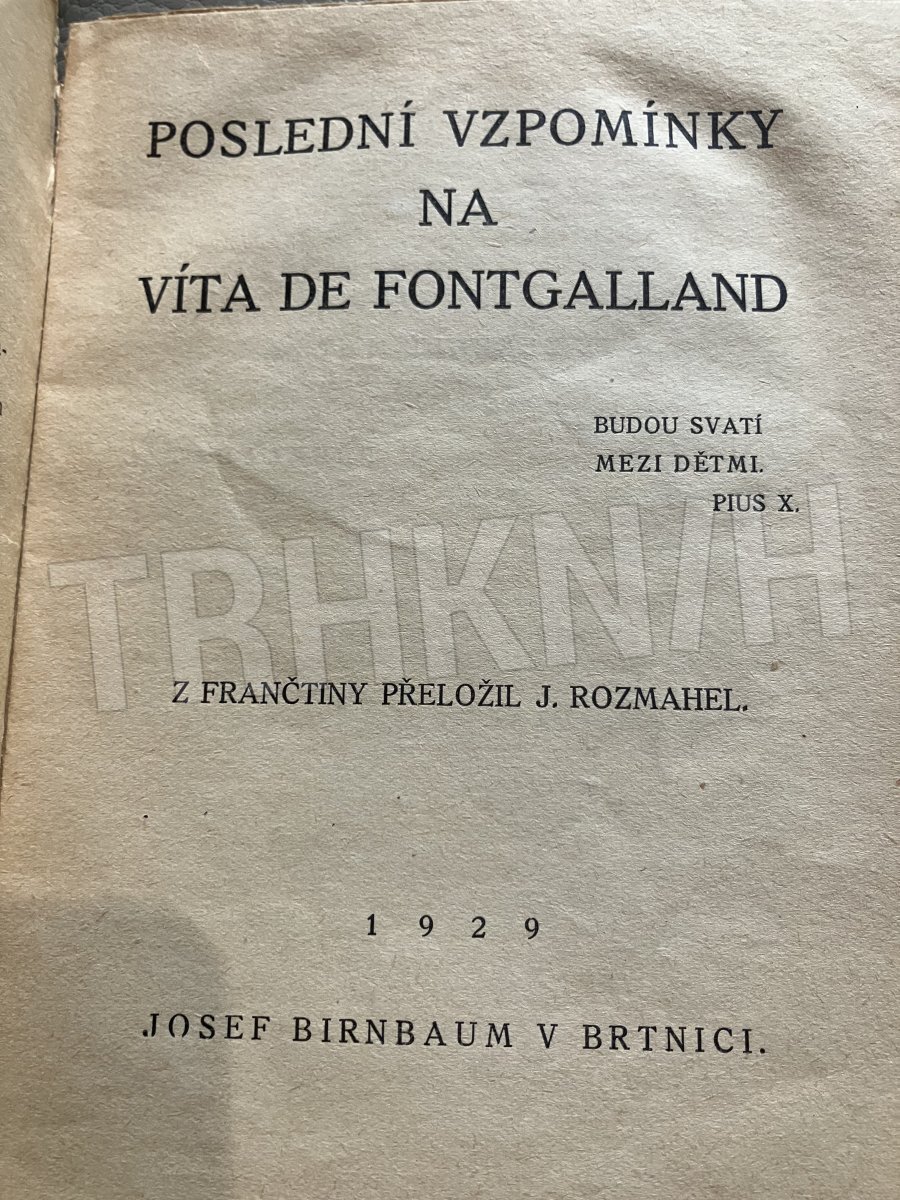 POSLEDNÍ VZPOMÍNKY
NA
VÍTA DE FONTGALLAND
BUDOU SVATÍ
MEZI DĚTMI.
PIUS X.
TRHKNIH
Z FRANČTINY PŘELOŽIL J. ROZMAHEL.
1 9 2 9
JOSEF BIRNBAUM V BRTNICI.